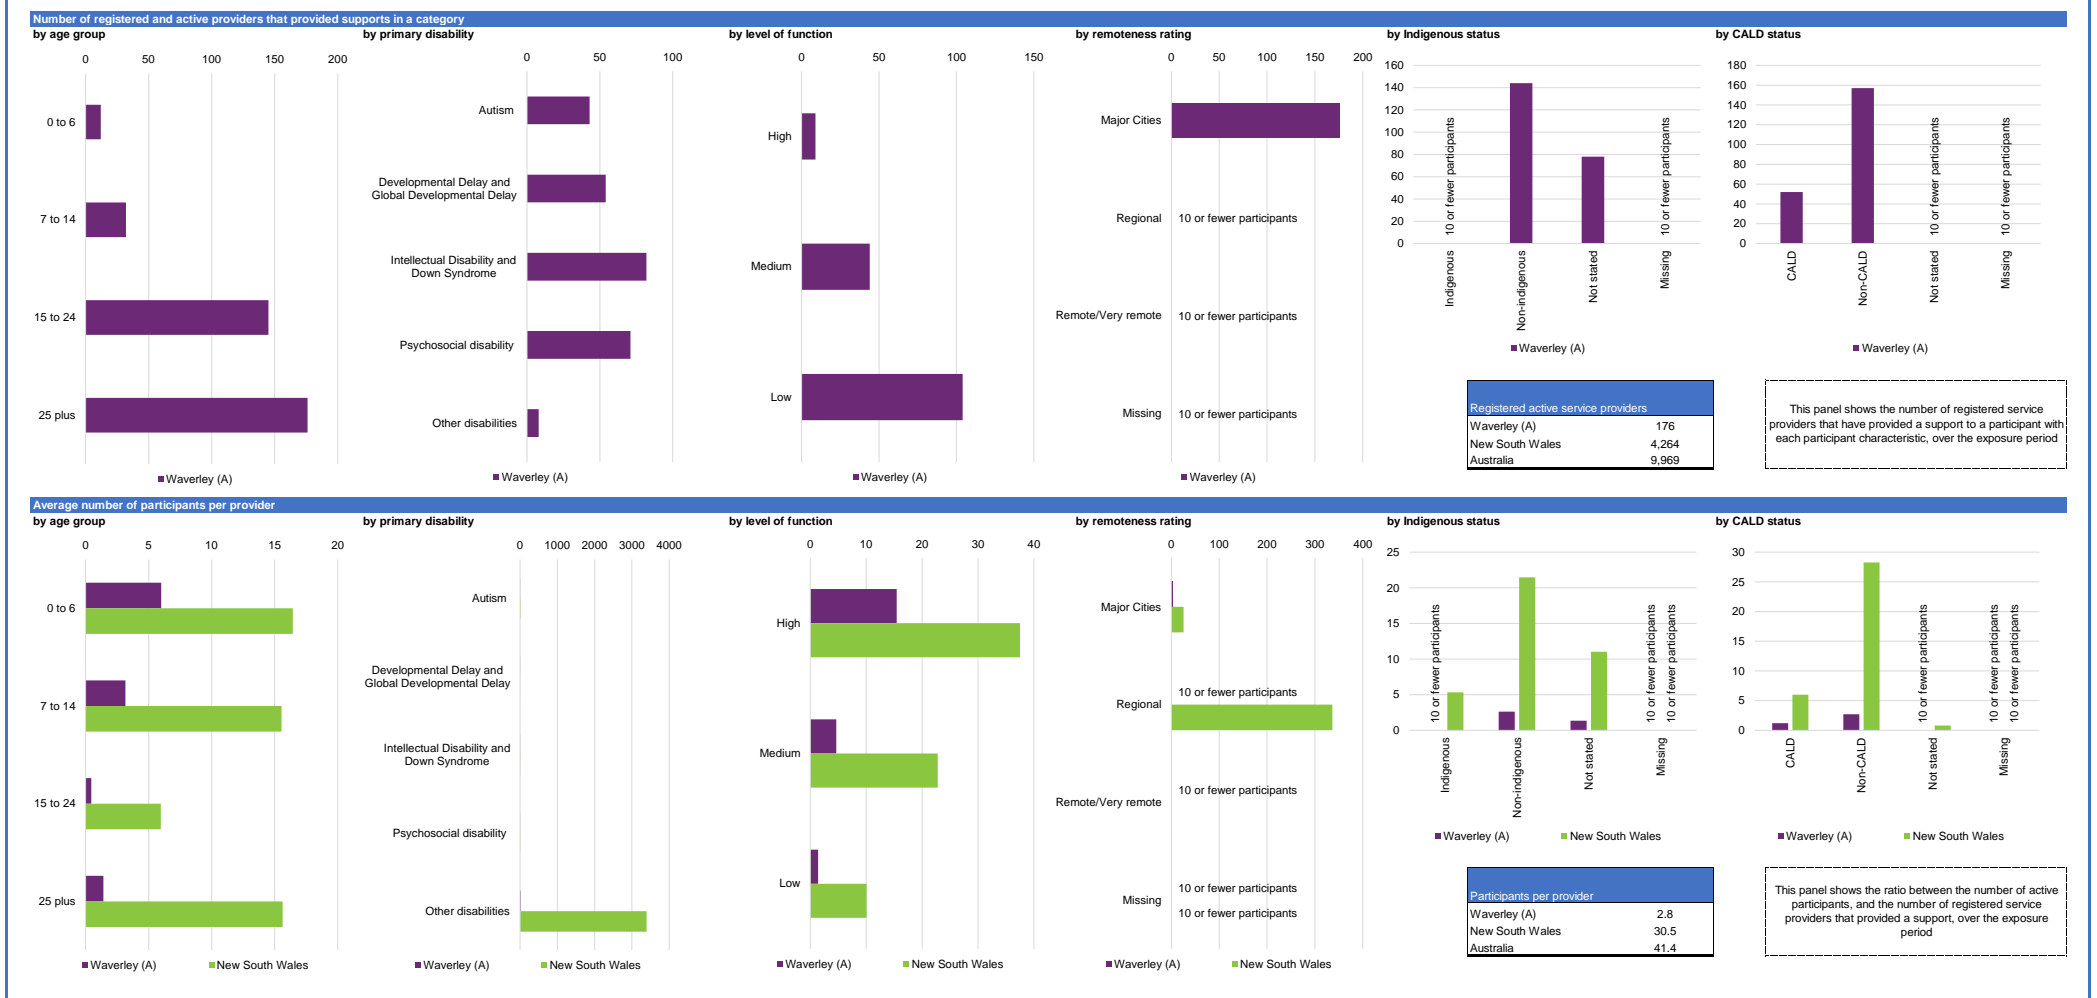 Number of registered and active providers that provided supports in a category
by age group
0 50 100 150 200
0 to 6
7 to 14
15 to 24
25 plus
Waverley (A)
by primary disability
0 50 100
Autism
Developmental Delay and
Global Developmental Delay
Intellectual Disability and
Down Syndrome
Psychosocial disability
Other disabilities
Waverley (A)
by level of function
0 50 100 150
High
Medium
Low
Waverley (A)
by remoteness rating
0 50 100 150 200
Major Cities
Regional 10 or fewer participants
Remote/Very remote 10 or fewer participants
Missing 10 or fewer participants
Waverley (A)
by Indigenous status
160
140
120
100
80
60
40
20
0
10 or fewer participants
10 or fewer participants
Indigenous
Non-indigenous
Not stated
Missing
Waverley (A)
by CALD status
180
160
140
120
100
80
60
40
20
0
10 or fewer participants
10 or fewer participants
CALD
Non-CALD
Not stated
Missing
Waverley (A)
Registered active service providers
Waverley (A) 176
New South Wales 4,264
Australia 9,969
This panel shows the number of registered service
providers that have provided a support to a participant with
each participant characteristic, over the exposure period
Average number of participants per provider
by age group
0 5 10 15 20
0 to 6
7 to 14
15 to 24
25 plus
Waverley (A) New South Wales
by primary disability
0 1000 2000 3000 4000
Autism
Developmental Delay and
Global Developmental Delay
Intellectual Disability and
Down Syndrome
Psychosocial disability
Other disabilities
Waverley (A) New South Wales
by level of function
0 10 20 30 40
High
Medium
Low
Waverley (A) New South Wales
by remoteness rating
0 100 200 300 400
Major Cities
10 or fewer participants
Regional
10 or fewer participants
Remote/Very remote
10 or fewer participants
Missing
10 or fewer participants
Waverley (A) New South Wales
by Indigenous status
25
20
15
10
5
0
10 or fewer participants
10 or fewer participants
10 or fewer participants
Indigenous
Non-indigenous
Not stated
Missing
Waverley (A) New South Wales
by CALD status
30
25
20
15
10
5
0
10 or fewer participants
10 or fewer participants
10 or fewer participants
CALD
Non-CALD
Not stated
Missing
Waverley (A) New South Wales
Participants per provider
Waverley (A) 2.8
New South Wales 30.5
Australia 41.4
This panel shows the ratio between the number of active
participants, and the number of registered service
providers that provided a support, over the exposure
period